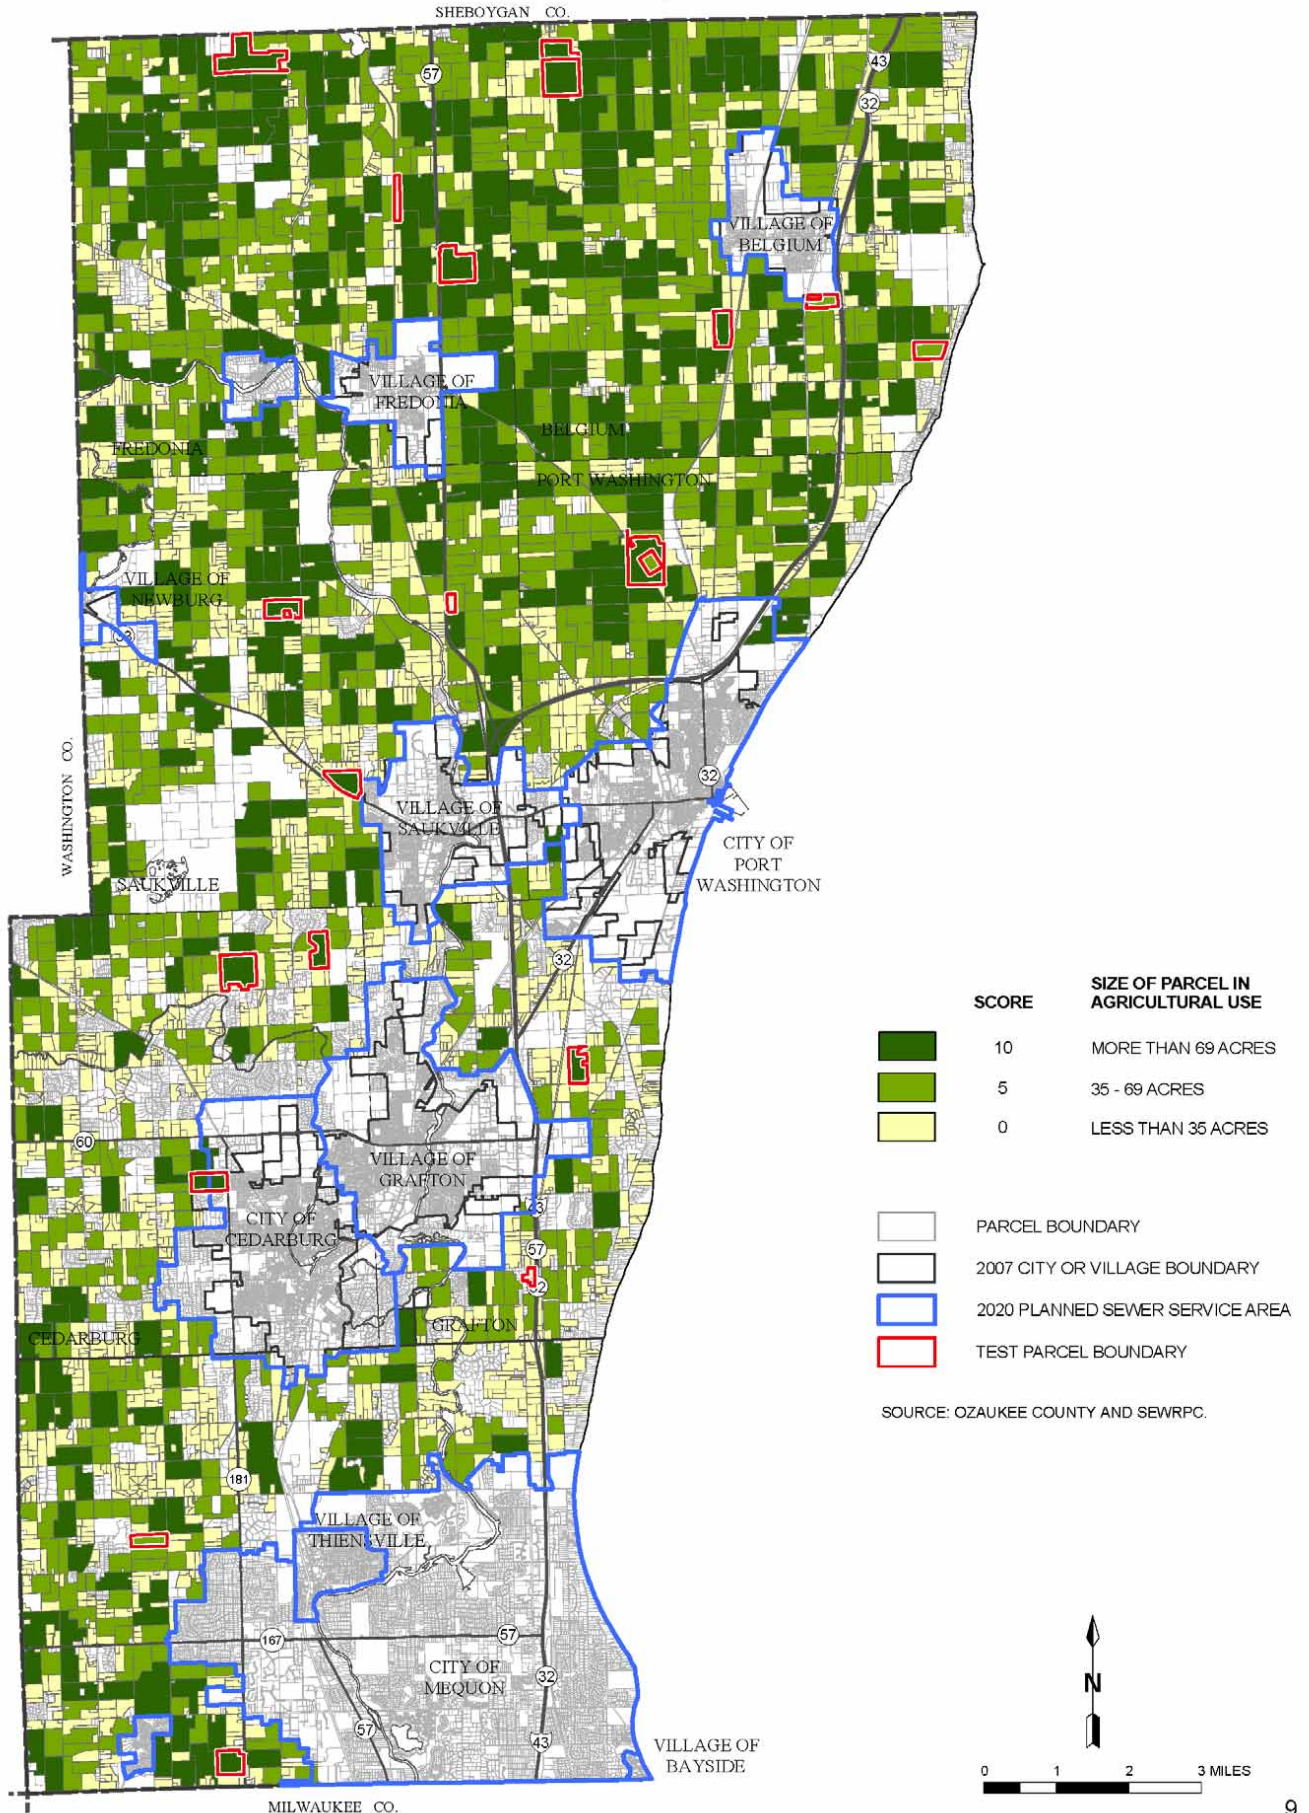 SHEBOYGAN CO.
57
43
32
VILLAGE OF
BELGIUM
VILLAGE OF
FREDONIA
BELGIUM
FREDONIA
PORT WASHINGTON
VILLAGE OF
NEWBURG
33
WASHINGTON CO.
32
VILLAGE OF
SAUKVILLE
CITY OF
PORT
WASHINGTON
SAUKVILLE
32
SCORE
SIZE OF PARCEL IN
AGRICULTURAL USE
10 MORE THAN 69 ACRES
5 35 - 69 ACRES
0 LESS THAN 35 ACRES
60
VILLAGE OF
GRAFTON
43
CITY OF
CEDARBURG
57
32
PARCEL BOUNDARY
2007 CITY OR VILLAGE BOUNDARY
2020 PLANNED SEWER SERVICE AREA
TEST PARCEL BOUNDARY
GRAFTON
CEDARBURG
SOURCE: OZAUKEE COUNTY AND SEWRPC.
181
VILLAGE OF
THIENSVILLE
167
57
CITY OF
MEQUON
32
57
43
VILLAGE OF
BAYSIDE
N
0 1 2 3 MILES
MILWAUKEE CO.
9